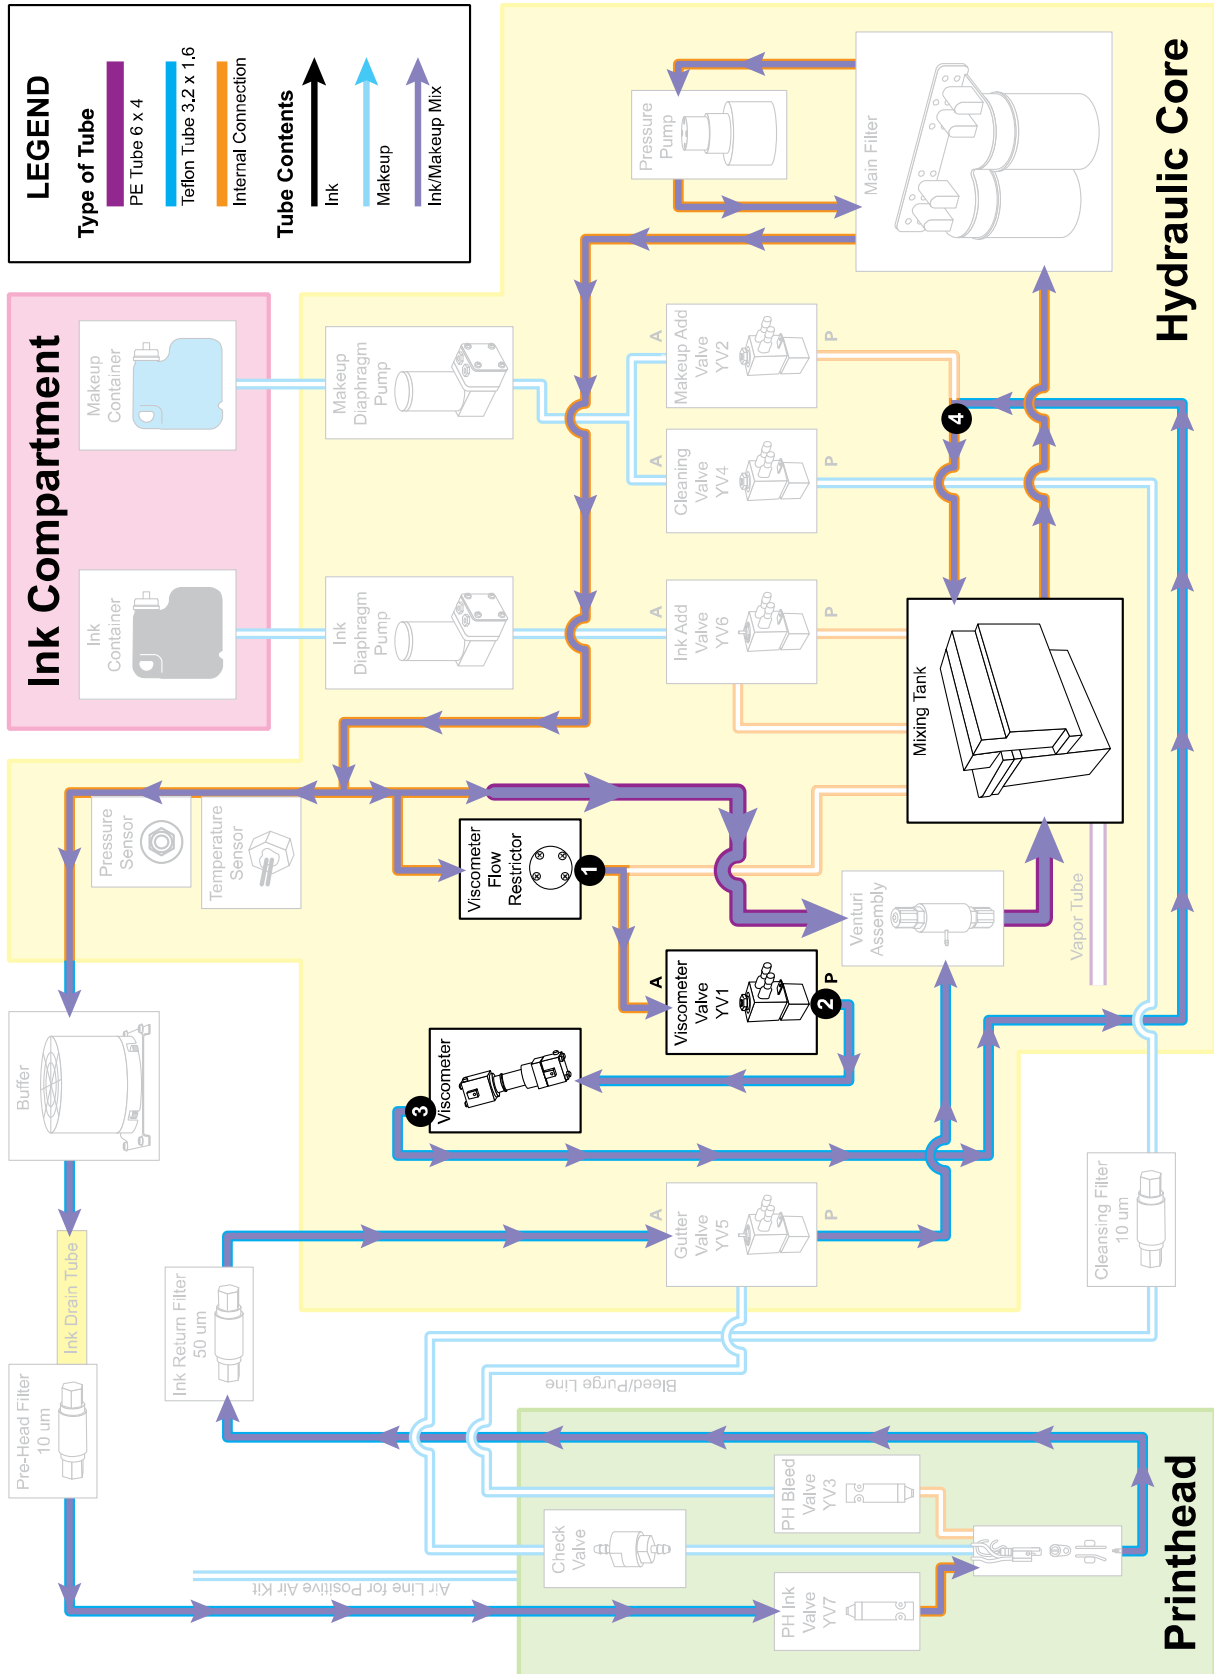 LEGEND
Type of Tube
PE Tube 6 x 4
Teflon Tube 3.2 x 1.6
Internal Connection
Tube Contents
Ink
Makeup
Ink/Makeup Mix
Ink Compartment
Makeup
Container
Ink
Container
Hydraulic Core
Pressure
Pump
Main Filter
Makeup
Diaphragm
Pump
Ink
Diaphragm
Pump
A
Makeup Add
Valve
YV2
P
A
Cleaning
Valve
YV4
P
A
Ink Add
Valve
YV6
P
4
Mixing Tank
Pressure
Sensor
Temperature
Sensor
Viscometer
Flow
Restrictor
1
A
Viscometer
Valve
YV1
2
P
3
Viscometer
Venturi
Assembly
Vapor Tube
Buffer
Ink Drain Tube
Pre-Head Filter
10 um
Ink Return Filter
50 um
A
Gutter
Valve
YV5
P
Cleansing Filter
10 um
Bleed/Purge Line
Air Line for Positive Air Kit
Printhead
Check
Valve
PH Bleed
Valve
YV3
PH Ink
Valve
YV7